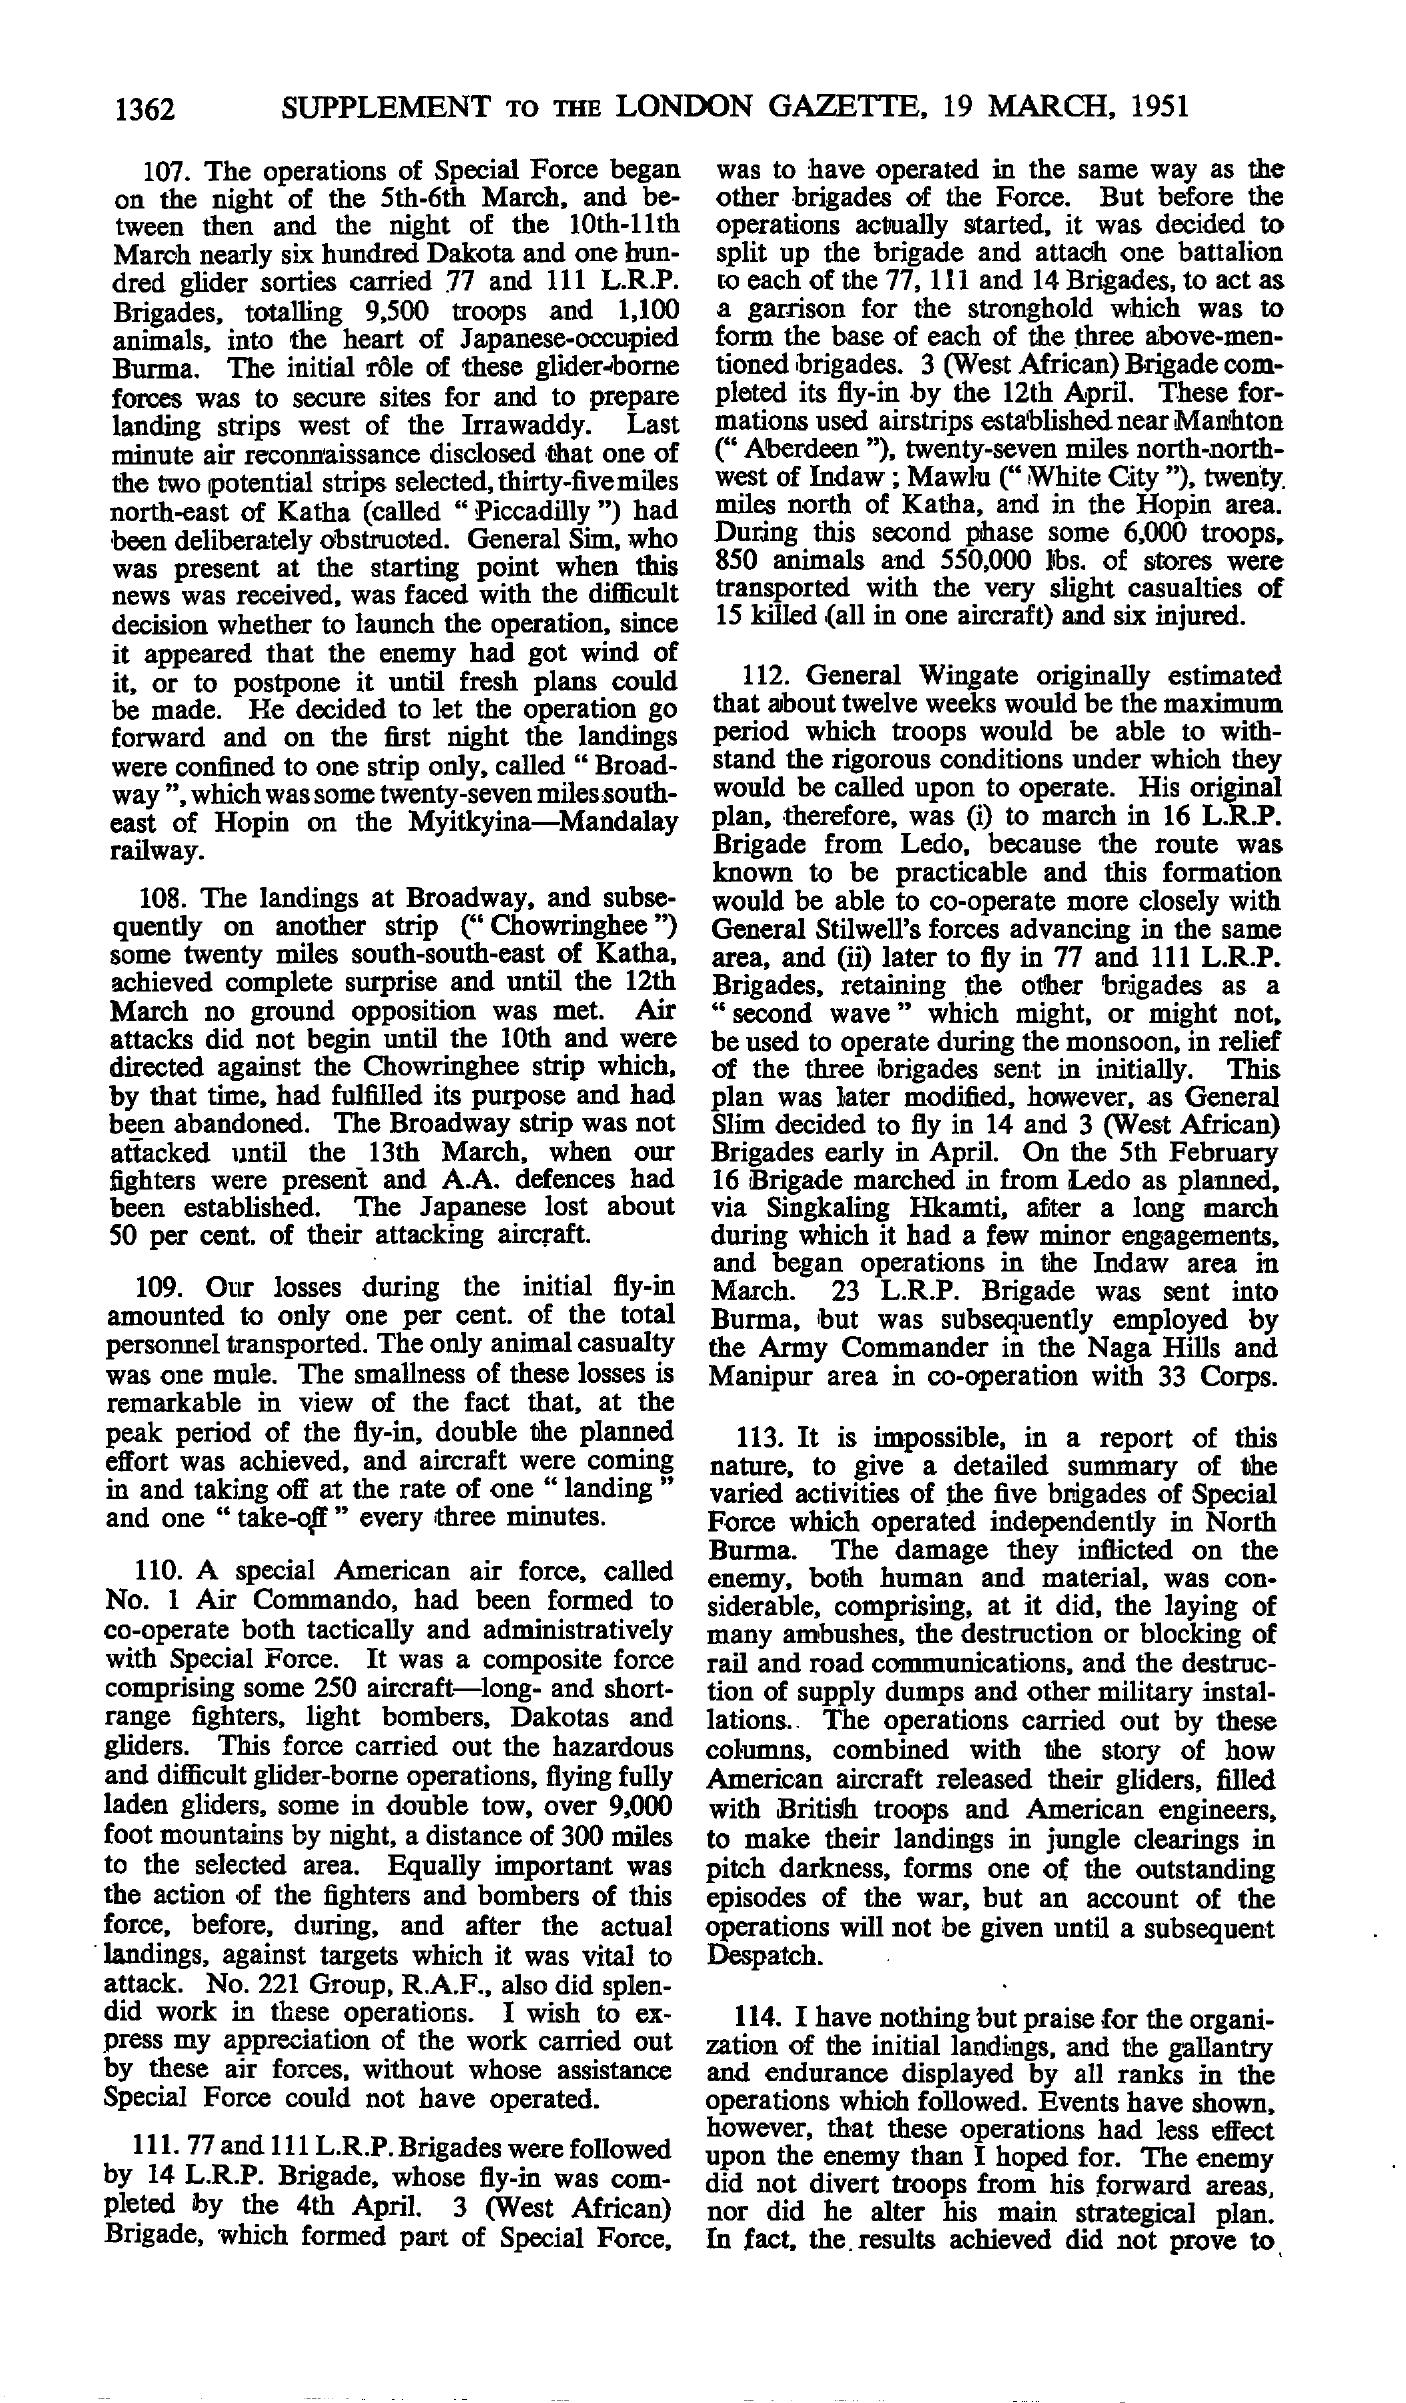 1362 SUPPLEMENT TO THE LONDON GAZETTE, 19 MARCH, 1951
107. The operations of Special Force began
on the night of the 5th-6th March, and be-
tween then and the night of the 10th-11th
March nearly six hundred Dakota and one hun-
dred glider sorties carried 77 and 111 L.R.P.
Brigades, totalling 9,500 troops and 1,100
animals, into the heart of Japanese-occupied
Burma. The initial rôle of these glider-borne
forces was to secure sites for and to prepare
landing strips west of the Irrawaddy. Last
minute air reconnaissance disclosed that one of
the two potential strips selected, thirty-five miles
north-east of Katha (called “Piccadilly”) had
been deliberately obstructed. General Sim, who
was present at the starting point when this
news was received, was faced with the difficult
decision whether to launch the operation, since
it appeared that the enemy had got wind of
it, or to postpone it until fresh plans could
be made. He decided to let the operation go
forward and on the first night the landings
were confined to one strip only, called “Broad-
way”, which was some twenty-seven miles south-
east of Hopin on the Myitkyina—Mandalay
railway.
108. The landings at Broadway, and subse-
quently on another strip (“Chowringhee”)
some twenty miles south-south-east of Katha,
achieved complete surprise and until the 12th
March no ground opposition was met. Air
attacks did not begin until the 10th and were
directed against the Chowringhee strip which,
by that time, had fulfilled its purpose and had
been abandoned. The Broadway strip was not
attacked until the 13th March, when our
fighters were present and A.A. defences had
been established. The Japanese lost about
50 per cent. of their attacking aircraft.
109. Our losses during the initial fly-in
amounted to only one per cent. of the total
personnel transported. The only animal casualty
was one mule. The smallness of these losses is
remarkable in view of the fact that, at the
peak period of the fly-in, double the planned
effort was achieved, and aircraft were coming
in and taking off at the rate of one “landing”
and one “take-off” every three minutes.
110. A special American air force, called
No. 1 Air Commando, had been formed to
co-operate both tactically and administratively
with Special Force. It was a composite force
comprising some 250 aircraft—long- and short-
range fighters, light bombers, Dakotas and
gliders. This force carried out the hazardous
and difficult glider-borne operations, flying fully
laden gliders, some in double tow, over 9,000
foot mountains by night, a distance of 300 miles
to the selected area. Equally important was
the action of the fighters and bombers of this
force, before, during, and after the actual
landings, against targets which it was vital to
attack. No. 221 Group, R.A.F., also did splen-
did work in these operations. I wish to ex-
press my appreciation of the work carried out
by these air forces, without whose assistance
Special Force could not have operated.
111. 77 and 111 L.R.P. Brigades were followed
by 14 L.R.P. Brigade, whose fly-in was com-
pleted by the 4th April. 3 (West African)
Brigade, which formed part of Special Force,
was to have operated in the same way as the
other brigades of the Force. But before the
operations actually started, it was decided to
split up the brigade and attach one battalion
to each of the 77, 111 and 14 Brigades, to act as
a garrison for the stronghold which was to
form the base of each of the three above-men-
tioned brigades. 3 (West African) Brigade com-
pleted its fly-in by the 12th April. These for-
mations used airstrips established near Manhton
(“Aberdeen”), twenty-seven miles north-north-
west of Indaw; Mawlu (“White City”), twenty
miles north of Katha, and in the Hopin area.
During this second phase some 6,000 troops,
850 animals and 550,000 lbs. of stores were
transported with the very slight casualties of
15 killed (all in one aircraft) and six injured.
112. General Wingate originally estimated
that about twelve weeks would be the maximum
period which troops would be able to with-
stand the rigorous conditions under which they
would be called upon to operate. His original
plan, therefore, was (i) to march in 16 L.R.P.
Brigade from Ledo, because the route was
known to be practicable and this formation
would be able to co-operate more closely with
General Stilwell's forces advancing in the same
area, and (ii) later to fly in 77 and 111 L.R.P.
Brigades, retaining the other brigades as a
“second wave” which might, or might not,
be used to operate during the monsoon, in relief
of the three brigades sent in initially. This
plan was later modified, however, as General
Slim decided to fly in 14 and 3 (West African)
Brigades early in April. On the 5th February
16 Brigade marched in from Ledo as planned,
via Singkaling Hkamti, after a long march
during which it had a few minor engagements,
and began operations in the Indaw area in
March. 23 L.R.P. Brigade was sent into
Burma, but was subsequently employed by
the Army Commander in the Naga Hills and
Manipur area in co-operation with 33 Corps.
113. It is impossible, in a report of this
nature, to give a detailed summary of the
varied activities of the five brigades of Special
Force which operated independently in North
Burma. The damage they inflicted on the
enemy, both human and material, was con-
siderable, comprising, at it did, the laying of
many ambushes, the destruction or blocking of
rail and road communications, and the destruc-
tion of supply dumps and other military instal-
lations. The operations carried out by these
columns, combined with the story of how
American aircraft released their gliders, filled
with British troops and American engineers,
to make their landings in jungle clearings in
pitch darkness, forms one of the outstanding
episodes of the war, but an account of the
operations will not be given until a subsequent
Despatch.
114. I have nothing but praise for the organi-
zation of the initial landings, and the gallantry
and endurance displayed by all ranks in the
operations which followed. Events have shown,
however, that these operations had less effect
upon the enemy than I hoped for. The enemy
did not divert troops from his forward areas,
nor did he alter his main strategical plan.
In fact, the results achieved did not prove to